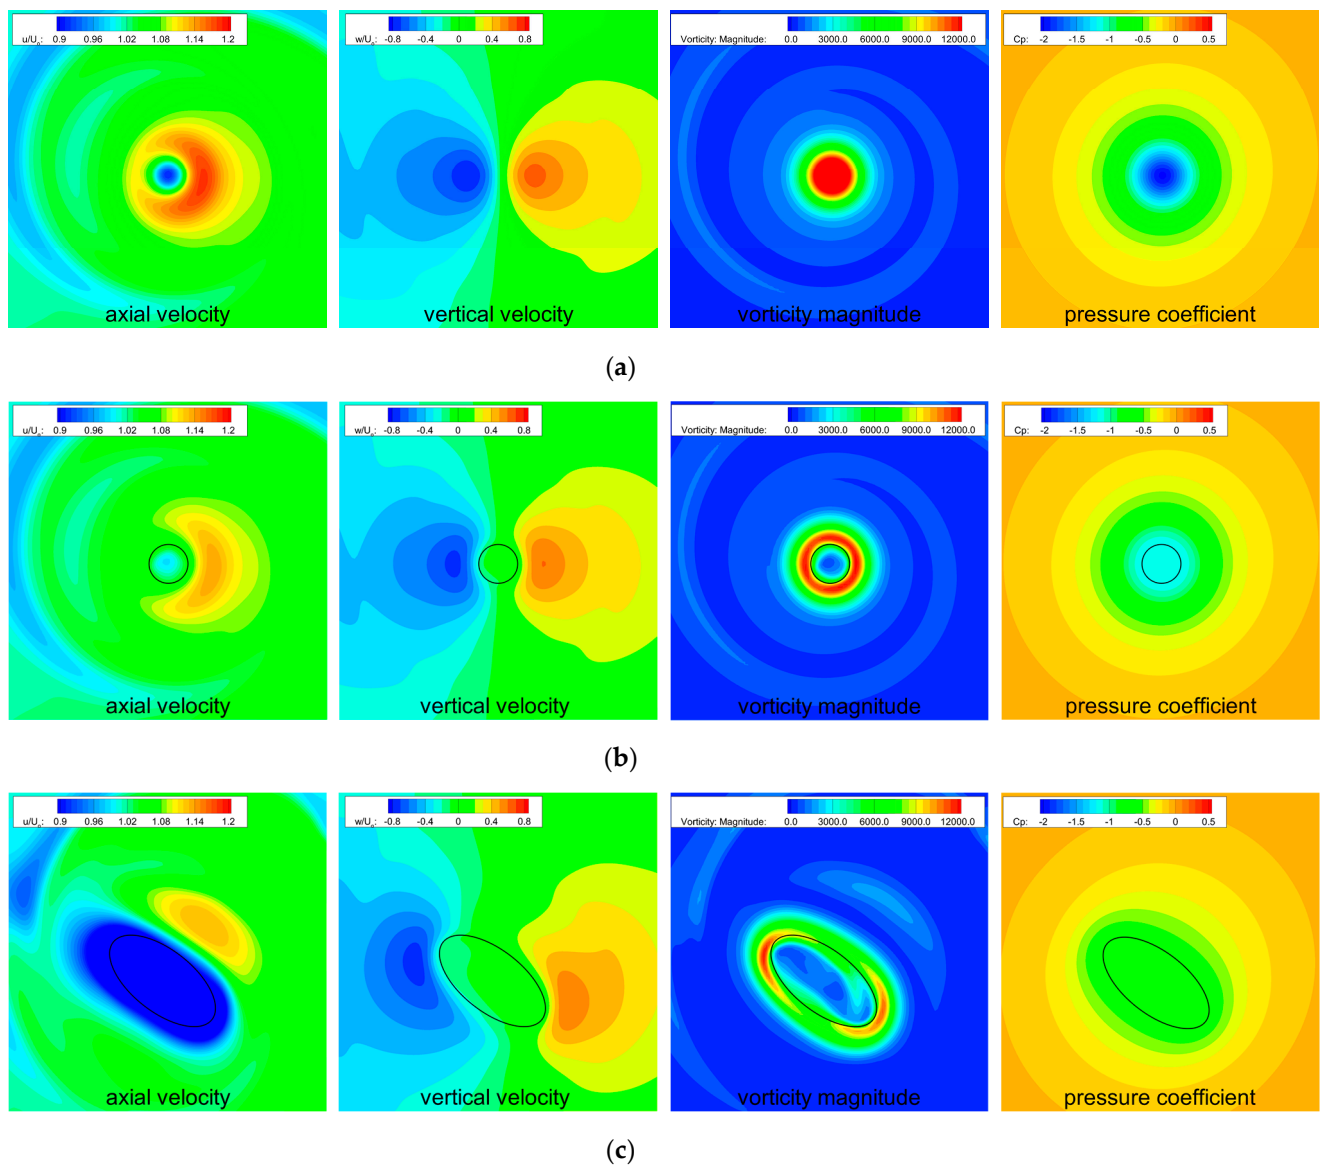 u/U₀: 0.9 0.96 1.02 1.08 1.14 1.2
w/U₀: -0.8 -0.4 0 0.4 0.8
Vorticity: Magnitude: 0.0 3000.0 6000.0 9000.0 12000.0
Cp: -2 -1.5 -1 -0.5 0 0.5
axial velocity
vertical velocity
vorticity magnitude
pressure coefficient
(a)
u/U₀: 0.9 0.96 1.02 1.08 1.14 1.2
w/U₀: -0.8 -0.4 0 0.4 0.8
Vorticity: Magnitude: 0.0 3000.0 6000.0 9000.0 12000.0
Cp: -2 -1.5 -1 -0.5 0 0.5
axial velocity
vertical velocity
vorticity magnitude
pressure coefficient
(b)
u/U₀: 0.9 0.96 1.02 1.08 1.14 1.2
w/U₀: -0.8 -0.4 0 0.4 0.8
Vorticity: Magnitude: 0.0 3000.0 6000.0 9000.0 12000.0
Cp: -2 -1.5 -1 -0.5 0 0.5
axial velocity
vertical velocity
vorticity magnitude
pressure coefficient
(c)